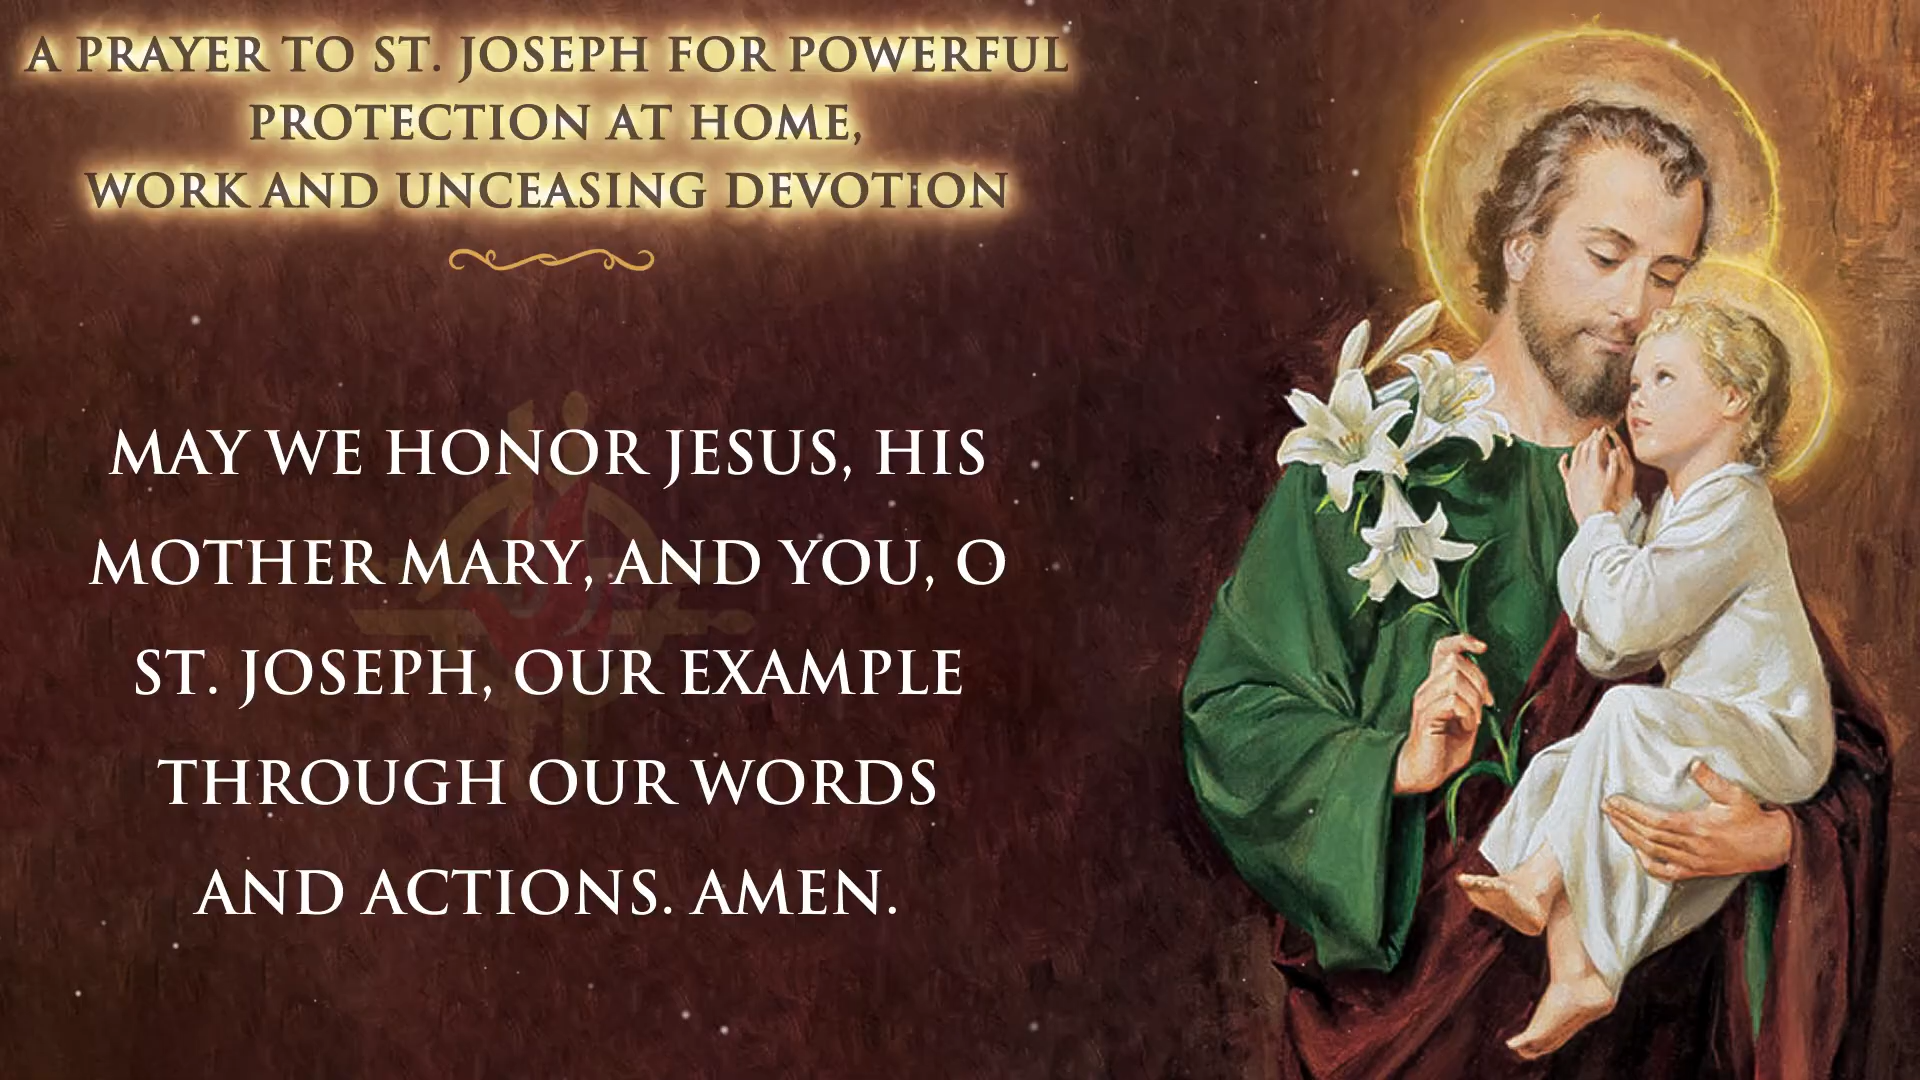 A PRAYER TO ST. JOSEPH FOR POWERFUL
PROTECTION AT HOME,
WORK AND UNCEASING DEVOTION
MAY WE HONOR JESUS, HIS
MOTHER MARY, AND YOU, O
ST. JOSEPH, OUR EXAMPLE
THROUGH OUR WORDS
AND ACTIONS. AMEN.